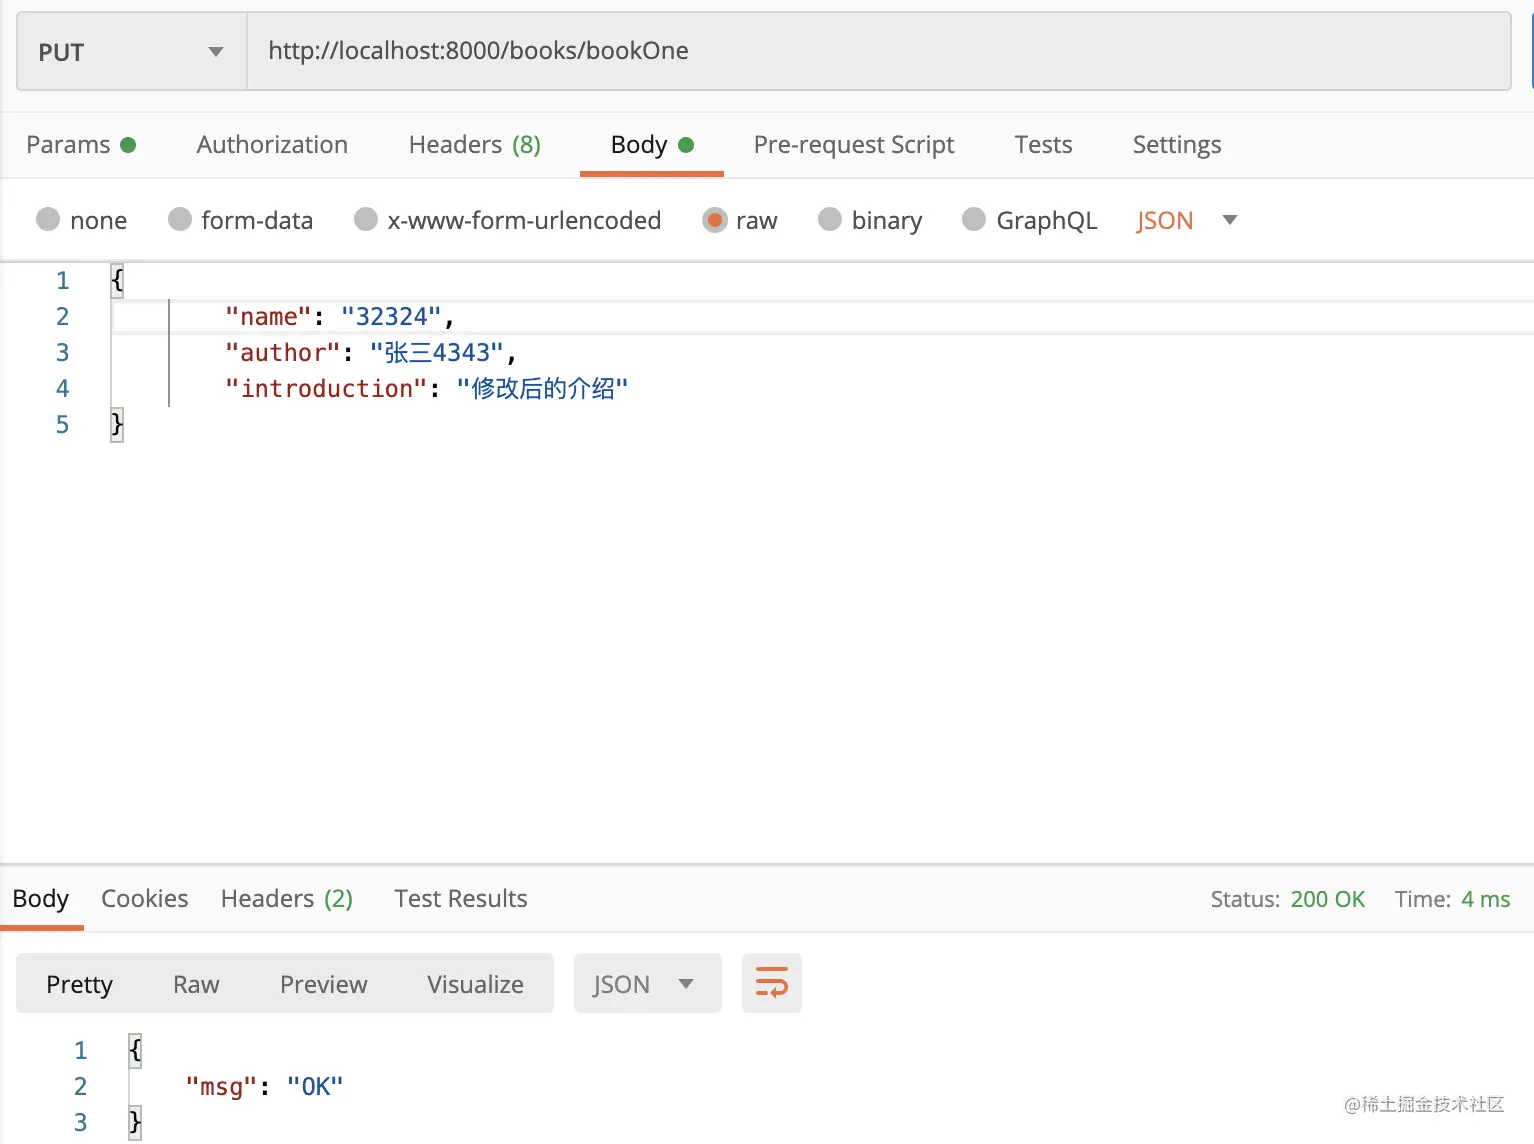 PUT http://localhost:8000/books/bookOne
Params Authorization Headers (8) Body Pre-request Script Tests Settings
none form-data x-www-form-urlencoded raw binary GraphQL JSON
1 {
2 "name": "32324",
3 "author": "张三4343",
4 "introduction": "修改后的介绍"
5 }
Body Cookies Headers (2) Test Results Status: 200 OK Time: 4 ms
Pretty Raw Preview Visualize JSON
1 {
2 "msg": "OK"
3 }
@稀土掘金技术社区